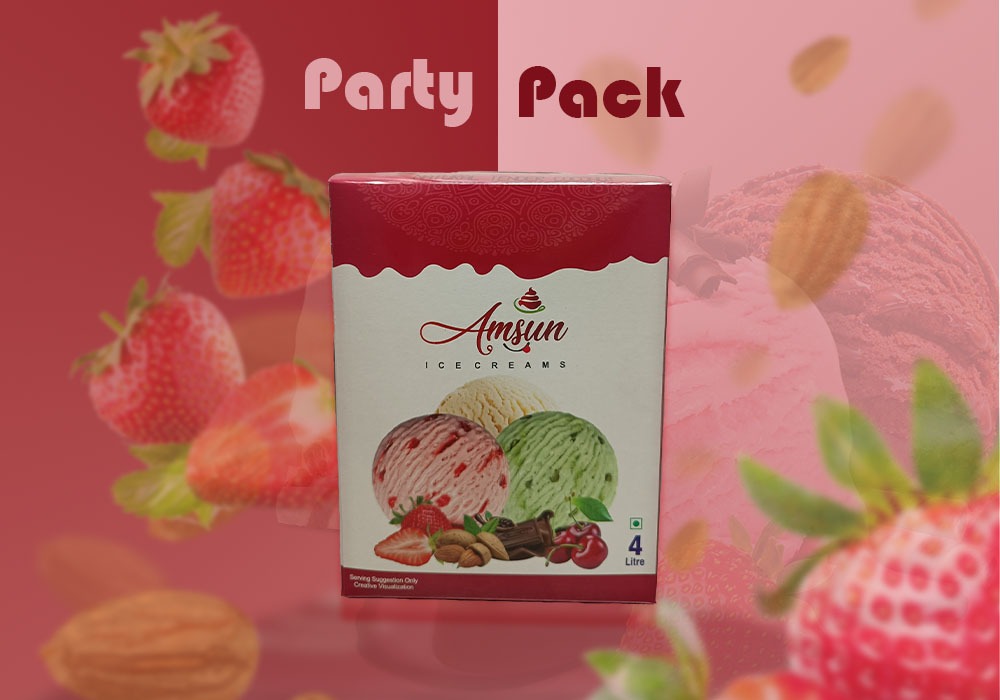 Party Pack
Amsun
ICE CREAMS
4
Litre
Serving Suggestion Only
Creative Visualization